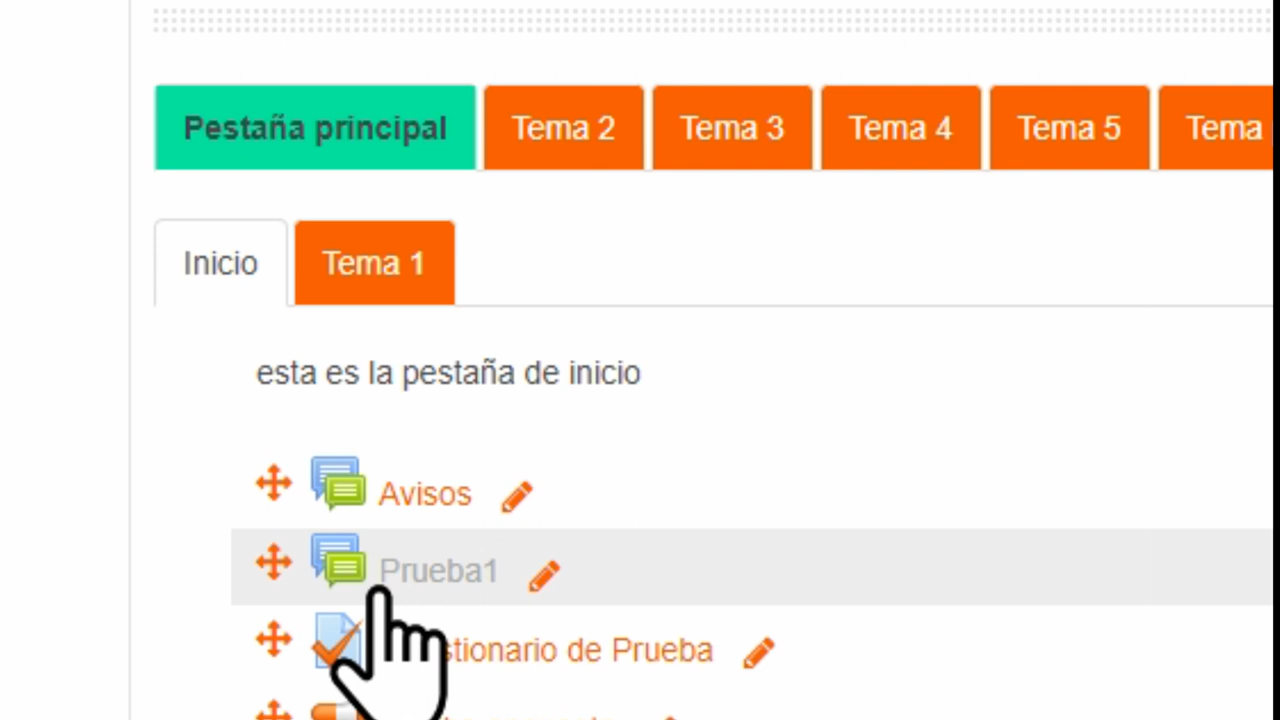 Pestaña principal Tema 2 Tema 3 Tema 4 Tema 5 Tema
Inicio Tema 1
esta es la pestaña de inicio
Avisos
Prueba1
stionario de Prueba